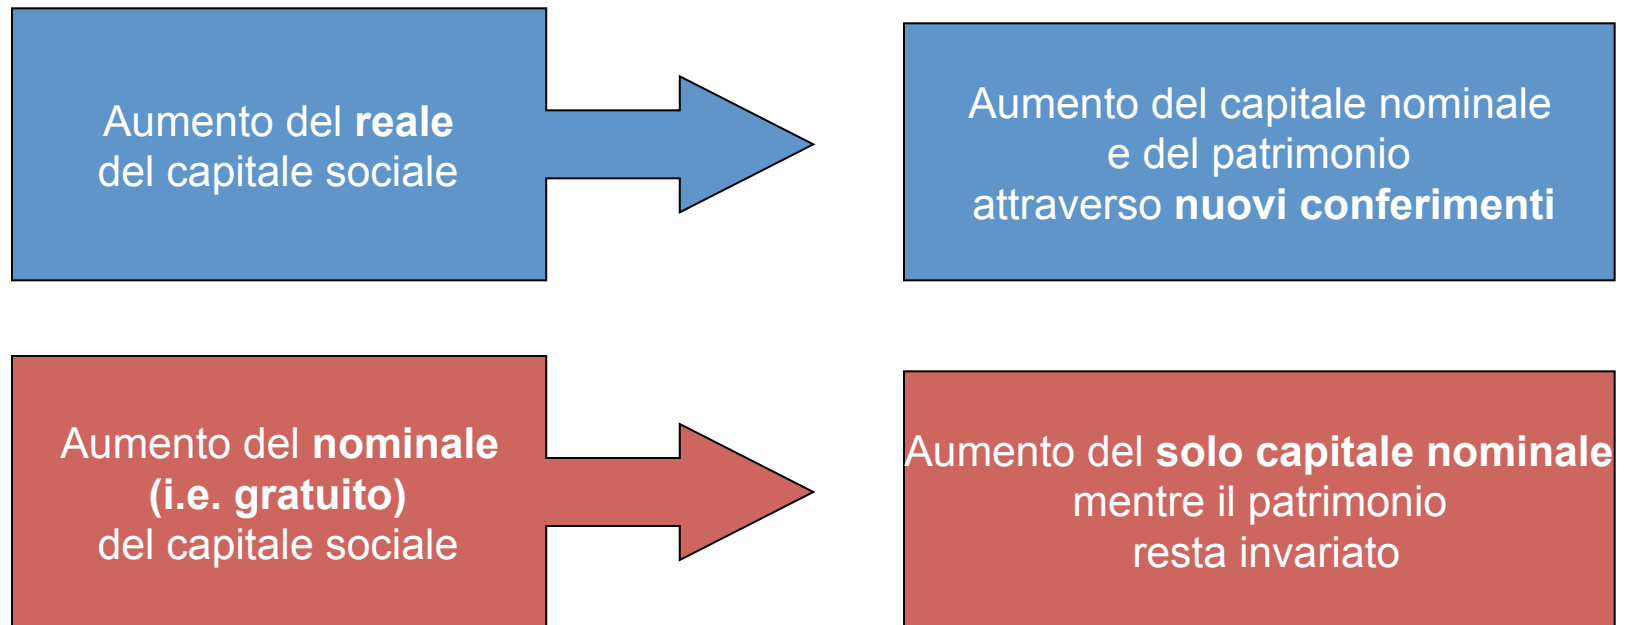 Aumento del reale
del capitale sociale
Aumento del capitale nominale
e del patrimonio
attraverso nuovi conferimenti
Aumento del nominale
(i.e. gratuito)
del capitale sociale
Aumento del solo capitale nominale
mentre il patrimonio
resta invariato